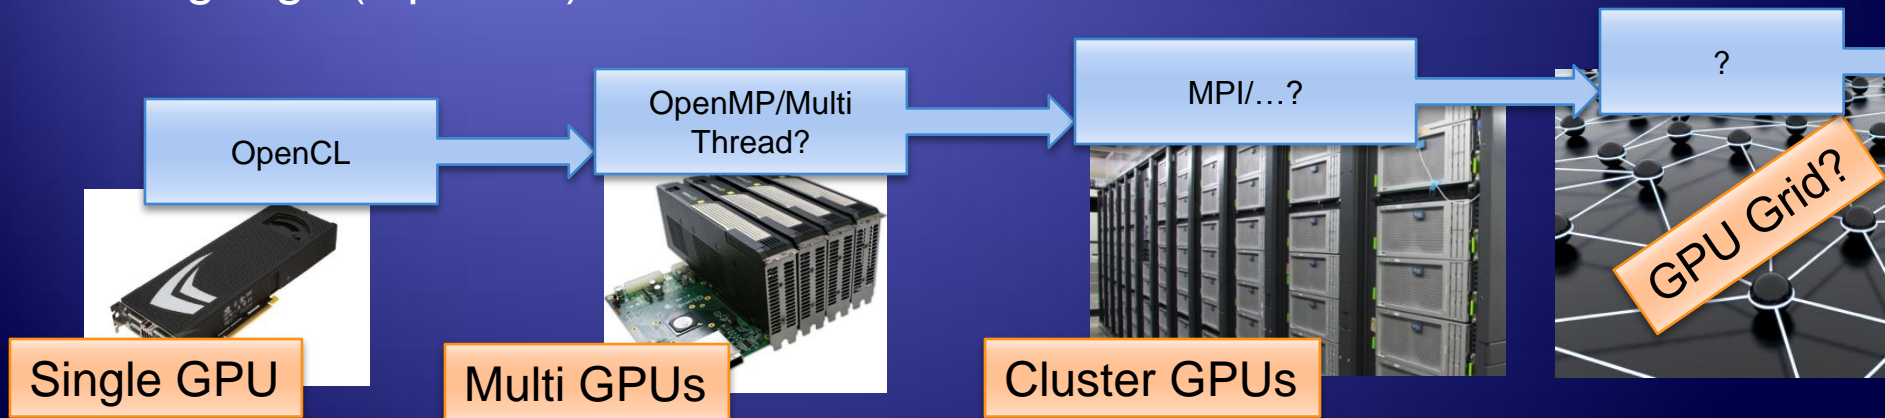 OpenCL
OpenMP/Multi
Thread?
MPI/…?
?
Single GPU
Multi GPUs
Cluster GPUs
GPU Grid?